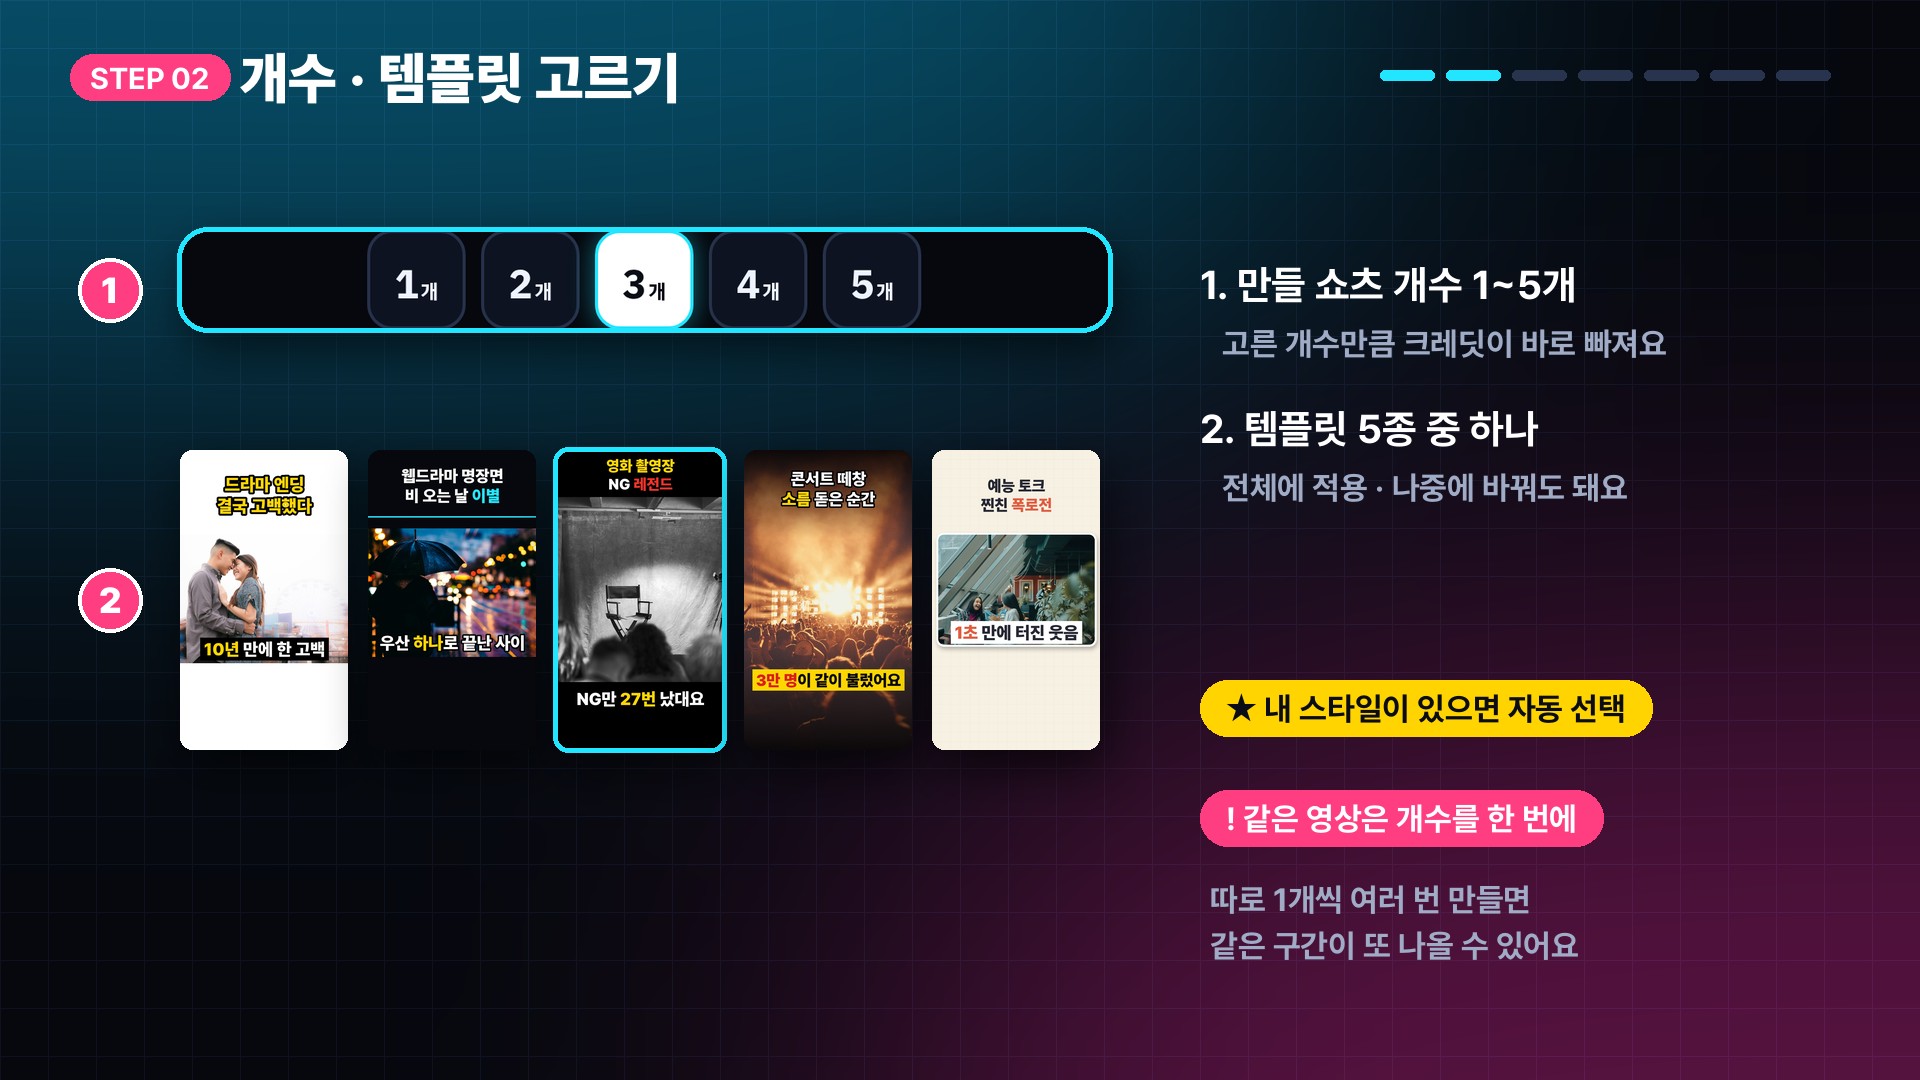 STEP 02 개수 · 템플릿 고르기
1
1개
2개
3개
4개
5개
2
드라마 엔딩
결국 고백했다
10년 만에 한 고백
웹드라마 명장면
비 오는 날 이별
우산 하나로 끝난 사이
영화 촬영장
NG 레전드
NG만 27번 났대요
콘서트 떼창
소름 돋은 순간
3만 명이 같이 불렀어요
예능 토크
찐친 폭로전
1초 만에 터진 웃음
1. 만들 쇼츠 개수 1~5개
고른 개수만큼 크레딧이 바로 빠져요
2. 템플릿 5종 중 하나
전체에 적용 · 나중에 바꿔도 돼요
★ 내 스타일이 있으면 자동 선택
! 같은 영상은 개수를 한 번에
따로 1개씩 여러 번 만들면
같은 구간이 또 나올 수 있어요